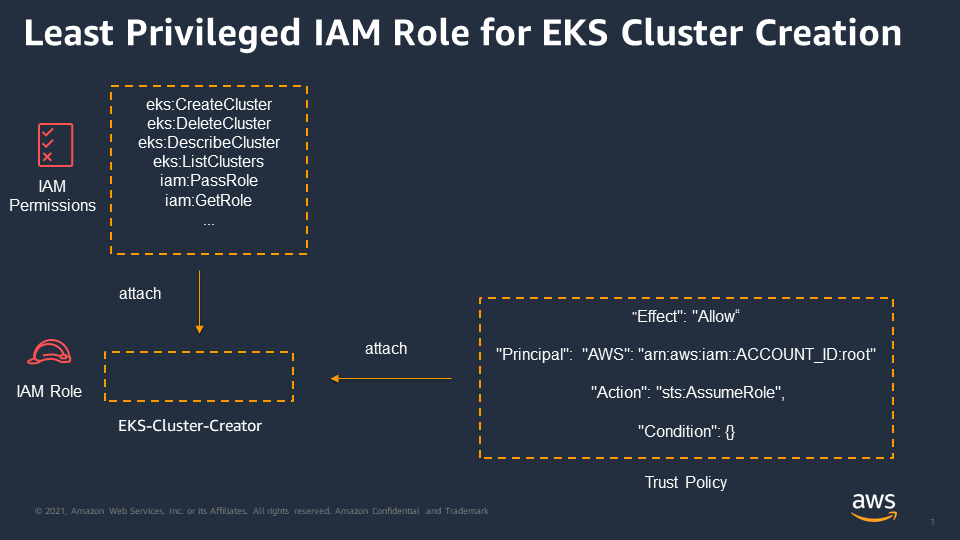 Least Privileged IAM Role for EKS Cluster Creation
eks:CreateCluster
eks:DeleteCluster
eks:DescribeCluster
eks:ListClusters
iam:PassRole
iam:GetRole
...
IAM
Permissions
attach
"Effect": "Allow“
"Principal":  "AWS": "arn:aws:iam::ACCOUNT_ID:root"
"Action": "sts:AssumeRole",
"Condition": {}
attach
IAM Role
EKS-Cluster-Creator
Trust Policy
© 2021, Amazon Web Services, Inc. or its Affiliates. All rights reserved. Amazon Confidential and Trademark
aws
1